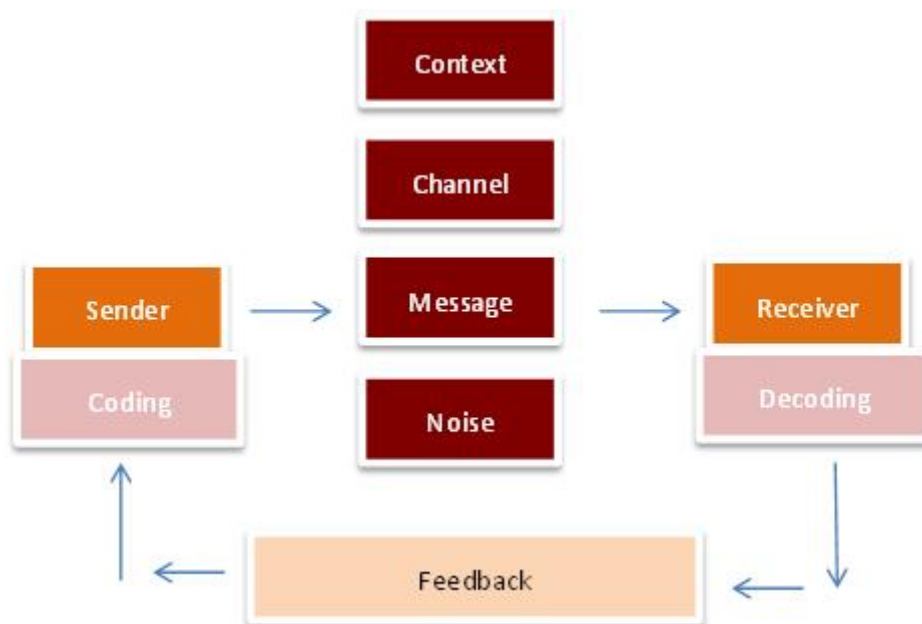 Context
Channel
Sender
Message
Receiver
Coding
Decoding
Noise
Feedback